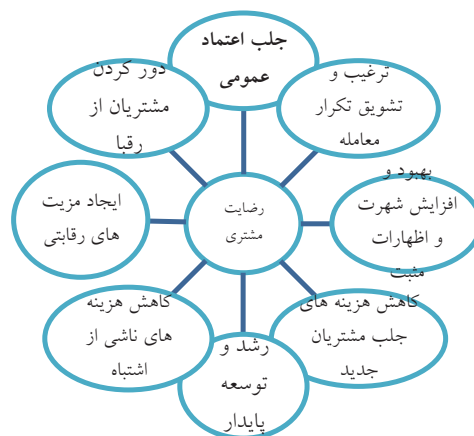 جلب اعتماد
عمومی
ترغیب و
تشویق تکرار
معامله
بهبود و
افزایش شهرت
و اظهارات
مثبت
کاهش هزینه های
جلب مشتریان
جدید
رشد و
توسعه
پایدار
کاهش هزینه
های ناشی از
اشتباه
ایجاد مزیت
های رقابتی
دور کردن
مشتریان از
رقبا
رضایت
مشتری